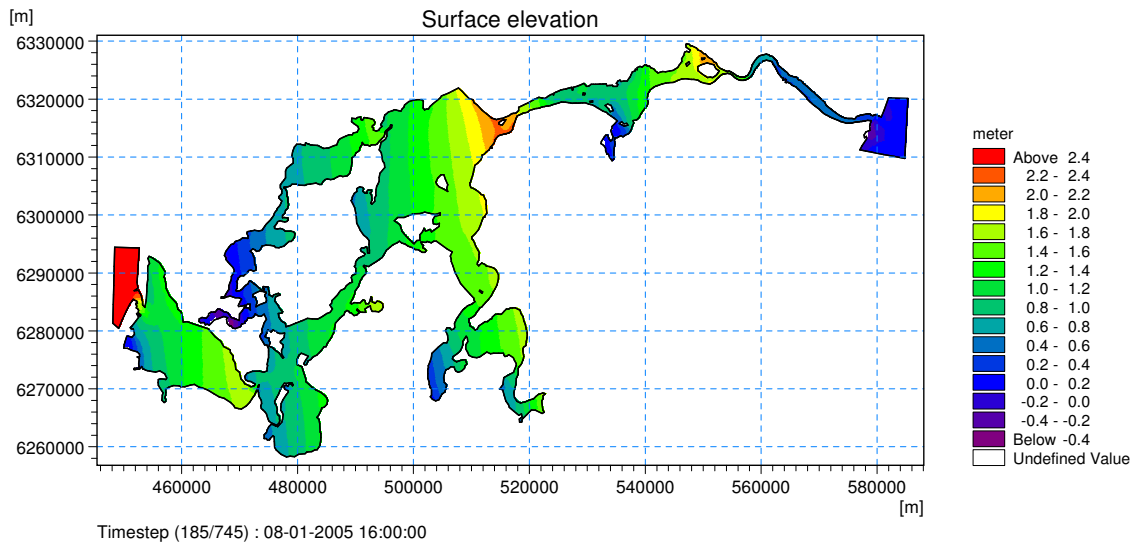 [m]
Surface elevation
6330000
6320000
6310000
6300000
6290000
6280000
6270000
6260000
460000 480000 500000 520000 540000 560000 580000
[m]
meter
Above 2.4
2.2 - 2.4
2.0 - 2.2
1.8 - 2.0
1.6 - 1.8
1.4 - 1.6
1.2 - 1.4
1.0 - 1.2
0.8 - 1.0
0.6 - 0.8
0.4 - 0.6
0.2 - 0.4
0.0 - 0.2
-0.2 - 0.0
-0.4 - -0.2
Below -0.4
Undefined Value
Timestep (185/745) : 08-01-2005 16:00:00